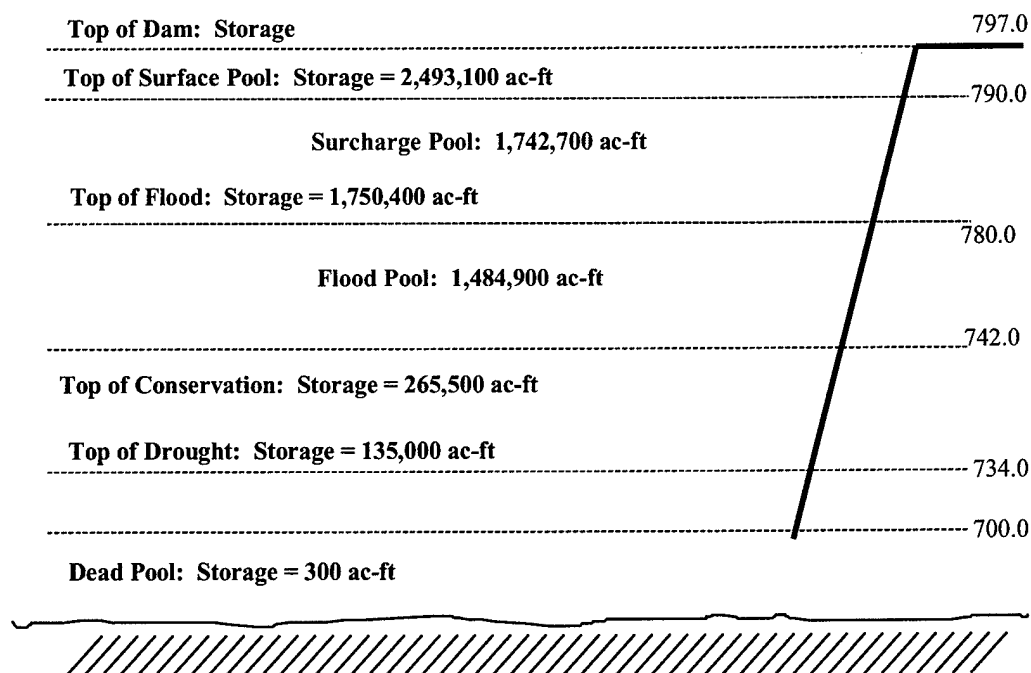 Top of Dam: Storage 797.0
Top of Surface Pool: Storage = 2,493,100 ac-ft
790.0
Surcharge Pool: 1,742,700 ac-ft
Top of Flood: Storage = 1,750,400 ac-ft
780.0
Flood Pool: 1,484,900 ac-ft
742.0
Top of Conservation: Storage = 265,500 ac-ft
Top of Drought: Storage = 135,000 ac-ft
734.0
700.0
Dead Pool: Storage = 300 ac-ft